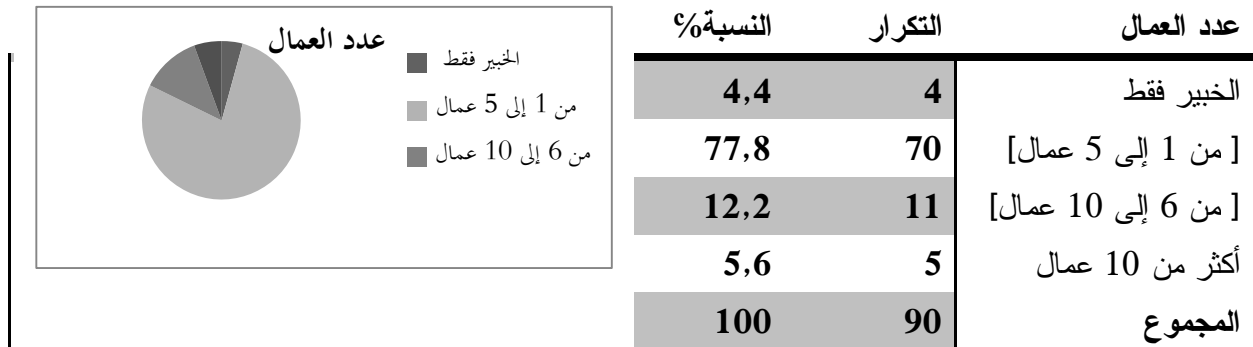 عدد العمال التكرار النسبة%
الخبير فقط 4 4,4
[ من 1 إلى 5 عمال] 70 77,8
[ من 6 إلى 10 عمال] 11 12,2
أكثر من 10 عمال 5 5,6
المجموع 90 100
عدد العمال
الخبير فقط
من 1 إلى 5 عمال
من 6 إلى 10 عمال